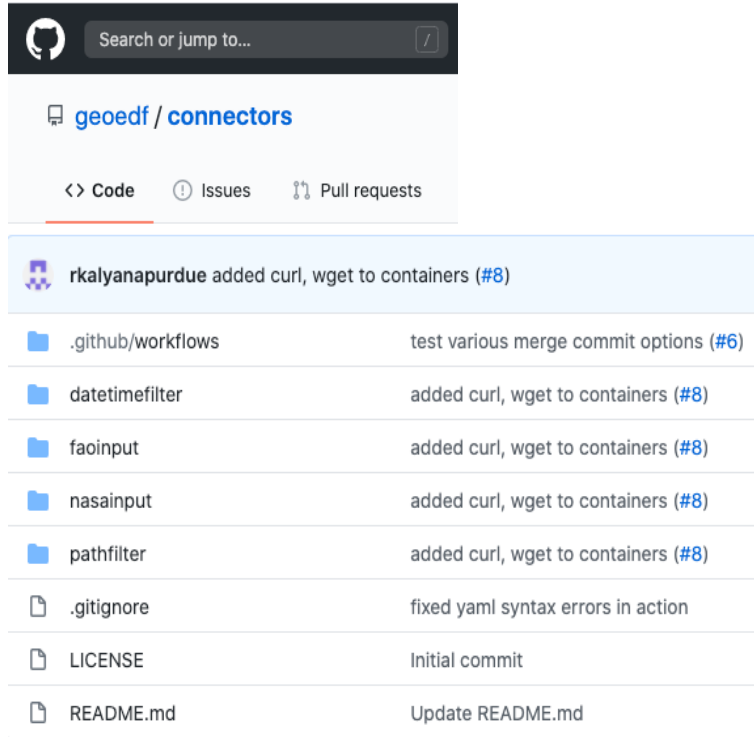 Search or jump to... /
geoedf / connectors
<> Code ! Issues Pull requests
rkalyanapurdue added curl, wget to containers (#8)
.github/workflows test various merge commit options (#6)
datetimefilter added curl, wget to containers (#8)
faoinput added curl, wget to containers (#8)
nasainput added curl, wget to containers (#8)
pathfilter added curl, wget to containers (#8)
.gitignore fixed yaml syntax errors in action
LICENSE Initial commit
README.md Update README.md